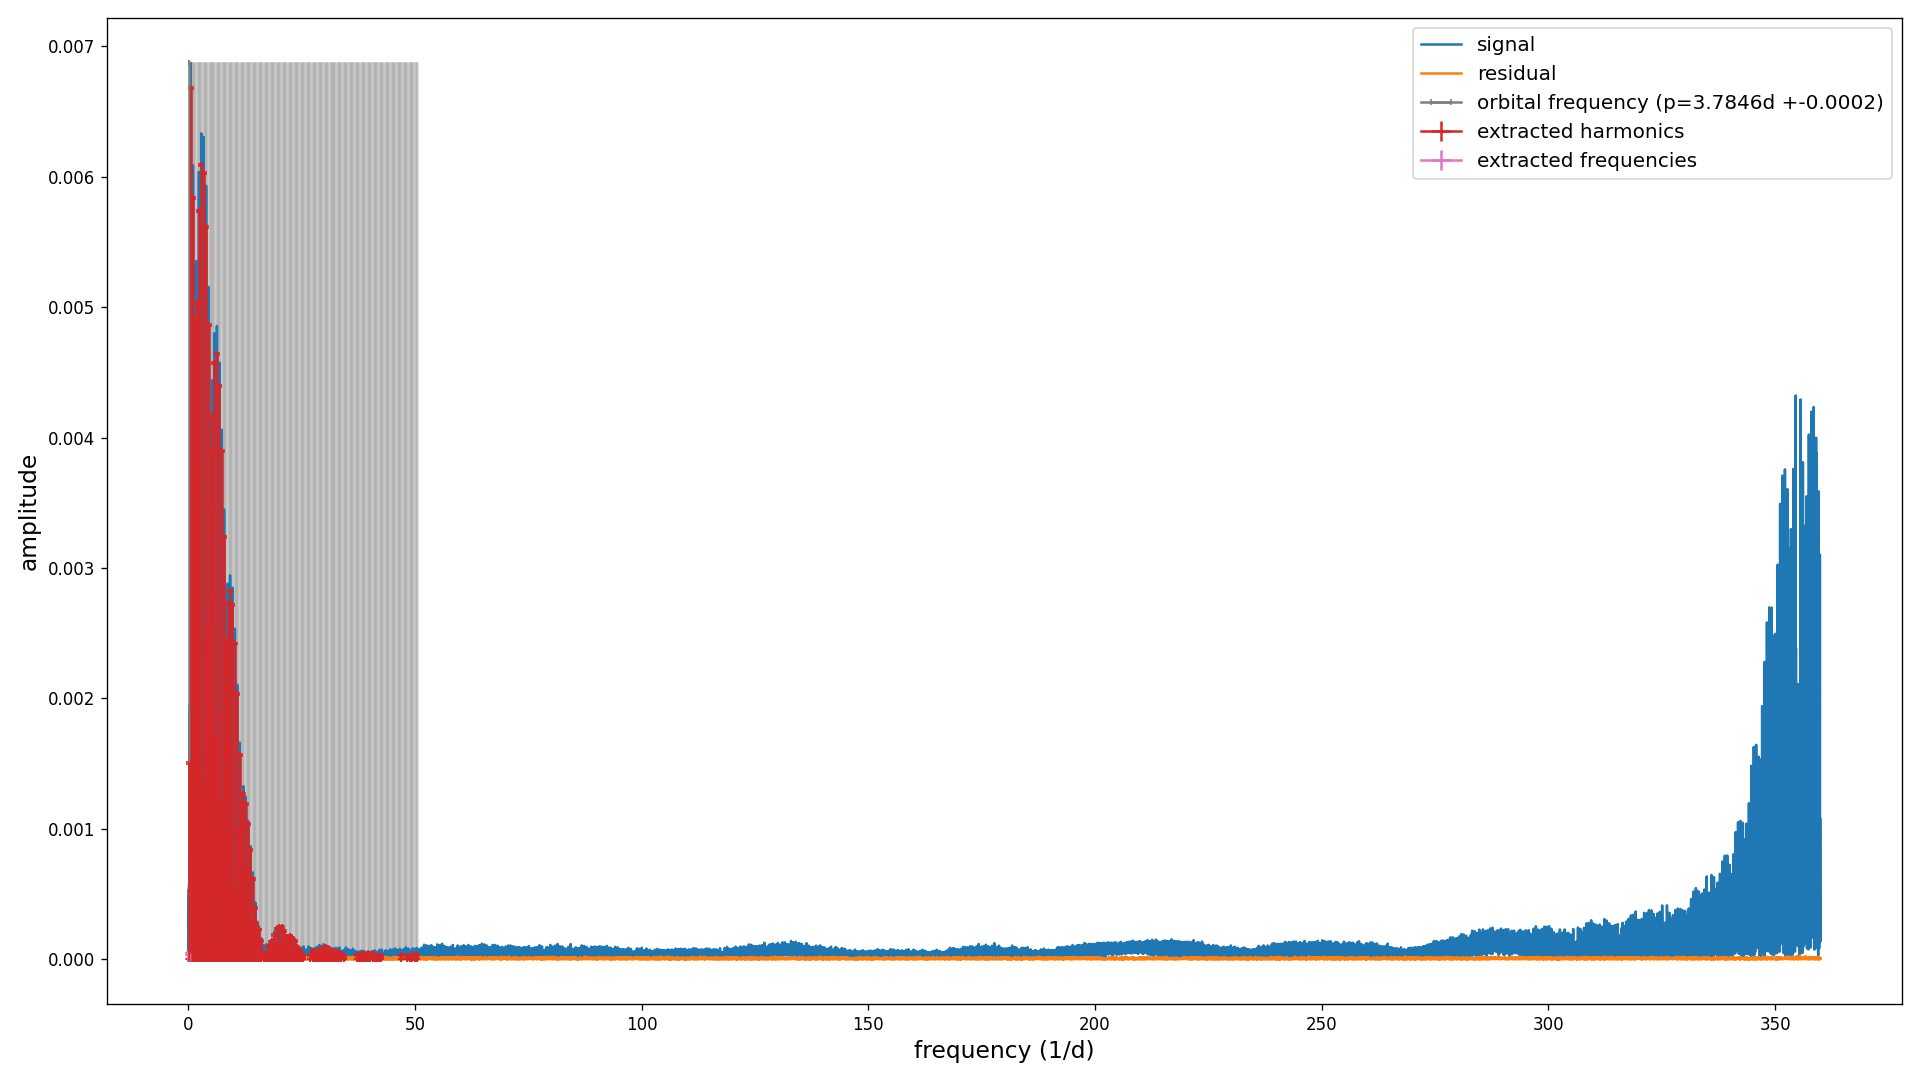 0.007
0.006
0.005
0.004
0.003
0.002
0.001
0.000
amplitude
signal
residual
orbital frequency (p=3.7846d +-0.0002)
extracted harmonics
extracted frequencies
0 50 100 150 200 250 300 350
frequency (1/d)